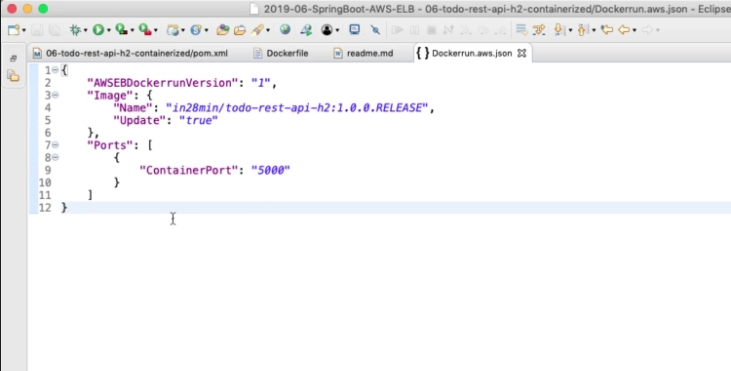 2019-06-SpringBoot-AWS-ELB - 06-todo-rest-api-h2-containerized/Dockerrun.aws.json - Eclipse
06-todo-rest-api-h2-containerized/pom.xml Dockerfile readme.md Dockerrun.aws.json
1 {
2 "AWSEBDockerrunVersion": "1",
3 "Image": {
4 "Name": "in28min/todo-rest-api-h2:1.0.0.RELEASE",
5 "Update": "true"
6 },
7 "Ports": [
8 {
9 "ContainerPort": "5000"
10 }
11 ]
12 }